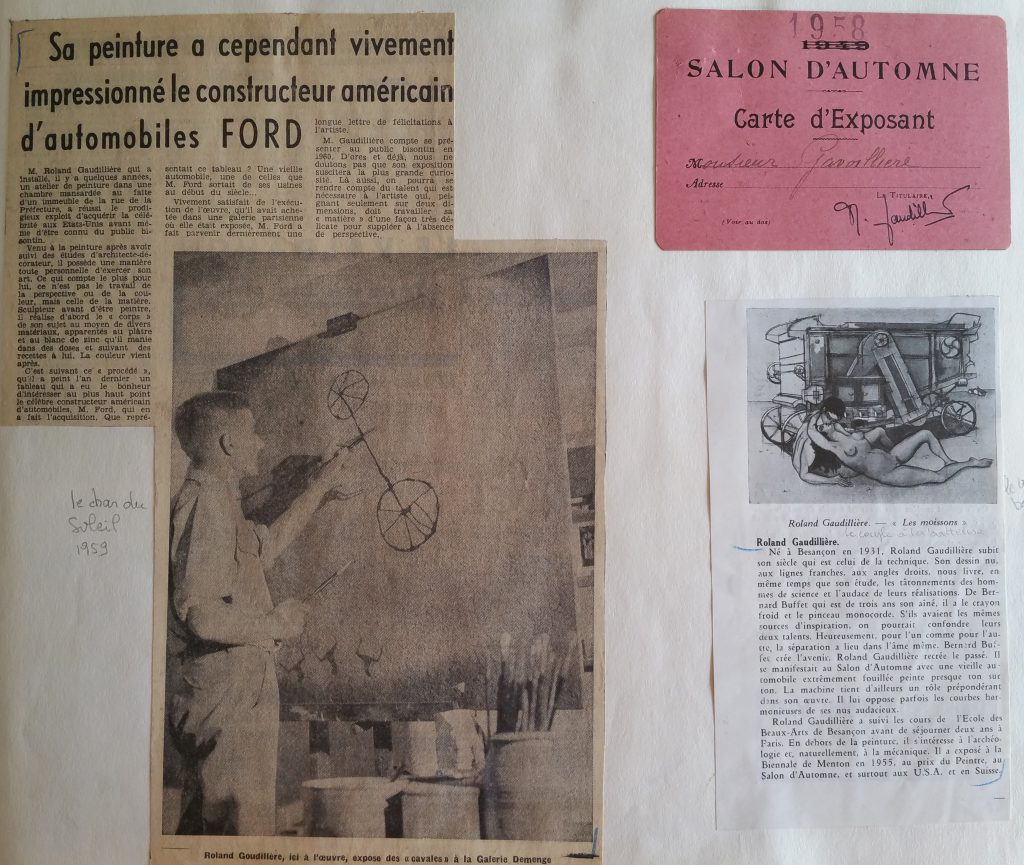 Sa peinture a cependant vivement
impressionné le constructeur américain
d'automobiles FORD
M. Roland Gaudillière qui a
installé, il y a quelques années,
un atelier de peinture dans une
chambre mansardée au faîte
d'un immeuble de la rue de la
Préfecture, a réussi le prodi-
gieux exploit d'acquérir la célé-
brité aux Etats-Unis avant mê-
me d'être connu du public bi-
sontin.
Venu à la peinture après avoir
suivi des études d'architecte-dé-
corateur, il possède une manière
toute personnelle d'exercer son
art. Ce qui compte le plus pour
lui, ce n'est pas le travail de
la perspective ou de la cou-
leur, mais celle de la matière.
Sculpteur avant d'être peintre,
il réalise d'abord le « corps »
de son sujet au moyen de divers
matériaux, apparentés au plâtre
et au blanc de zinc qu'il manie
dans des doses et suivant des
recettes à lui. La couleur vient
après.
C'est suivant ce « procédé »,
qu'il a peint l'an dernier un
tableau qui a eu le bonheur
d'intéresser au plus haut point
le célèbre constructeur américain
d'automobiles, M. Ford, qui en
a fait l'acquisition. Que repré-
sentait ce tableau ? Une vieille
automobile, une de celles que
M. Ford sortait de ses usines
au début du siècle...
Vivement satisfait de l'exécu-
tion de l'œuvre, qu'il avait ache-
tée dans une galerie parisienne
où elle était exposée, M. Ford a
fait parvenir dernièrement une
longue lettre de félicitations à
l'artiste.
M. Gaudillière compte se pré-
senter au public bisontin en
1960. D'ores et déjà, nous ne
doutons pas que son exposition
suscitera la plus grande curio-
sité. Là aussi, on pourra se
rendre compte du talent qui est
nécessaire à l'artiste qui, pei-
gnant seulement sur deux di-
mensions, doit travailler sa
« matière » d'une façon très dé-
licate pour suppléer à l'absence
de perspective.
le char du
Soleil
1959
Roland Goudillière, ici à l'œuvre, expose des « cavales » à la Galerie Demenge
1958
1949
SALON D'AUTOMNE
Carte d'Exposant
Monsieur Gaudilliere
Adresse
LE TITULAIRE,
(Voir au dos)
Roland Gaudillière. — « Les moissons »
Roland Gaudillière.
Né à Besançon en 1931, Roland Gaudillière subit
son siècle qui est celui de la technique. Son dessin nu,
aux lignes franches, aux angles droits, nous livre, en
même temps que son étude, les tâtonnements des hom-
mes de science et l'audace de leurs réalisations. De Ber-
nard Buffet qui est de trois ans son aîné, il a le crayon
froid et le pinceau monocorde. S'ils avaient les mêmes
sources d'inspiration, on pourrait confondre leurs
deux talents. Heureusement, pour l'un comme pour l'au-
tre, la séparation a lieu dans l'âme même. Bernard Buf-
fet crée l'avenir. Roland Gaudillière recrée le passé. Il
se manifestait au Salon d'Automne avec une vieille au-
tomobile extrêmement fouillée peinte presque ton sur
ton. La machine tient d'ailleurs un rôle prépondérant
dans son œuvre. Il lui oppose parfois les courbes har-
monieuses de ses nus audacieux.
Roland Gaudillière a suivi les cours de l'Ecole des
Beaux-Arts de Besançon avant de séjourner deux ans à
Paris. En dehors de la peinture, il s'intéresse à l'archéo-
logie et, naturellement, à la mécanique. Il a exposé à la
Biennale de Menton en 1955, au prix du Peintre, au
Salon d'Automne, et surtout aux U.S.A. et en Suisse.